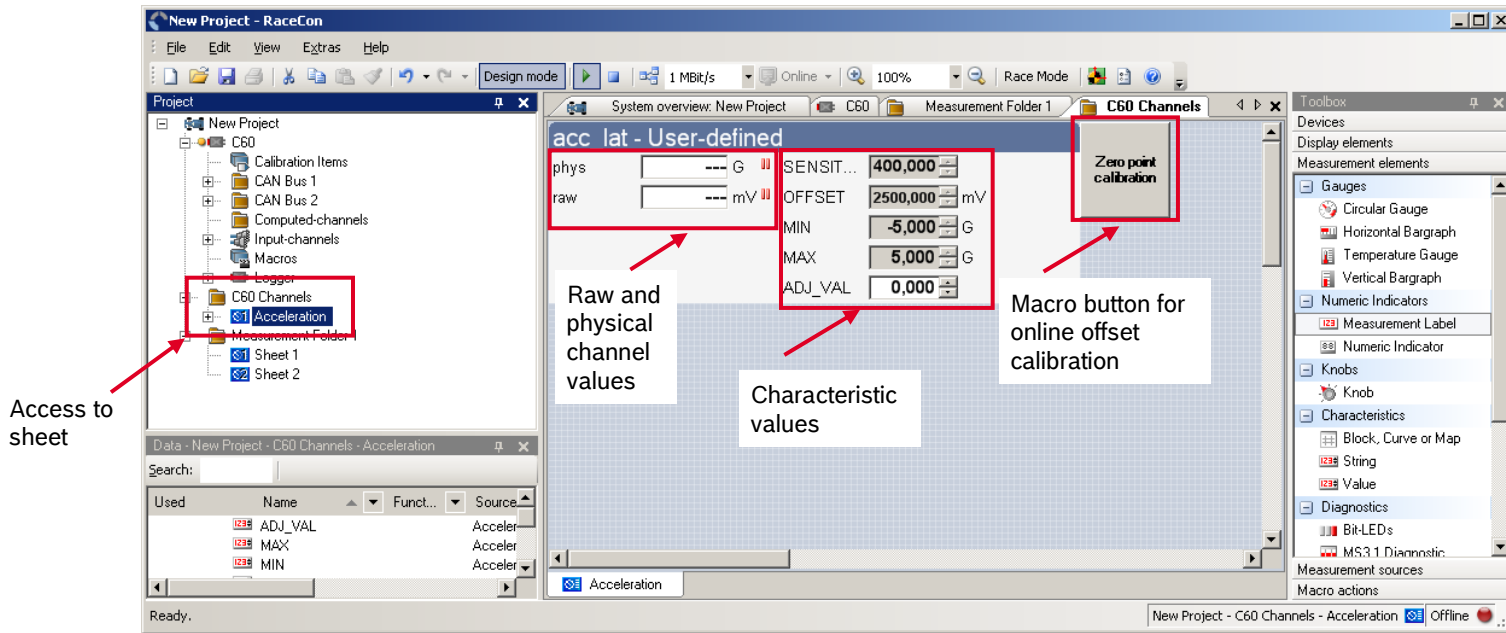 New Project - RaceCon
File Edit View Extras Help
Design mode 1 MBit/s Online 100% Race Mode
Project
New Project
C60
Calibration Items
CAN Bus 1
CAN Bus 2
Computed-channels
Input-channels
Macros
Logger
C60 Channels
Acceleration
Measurement Folder 1
Sheet 1
Sheet 2
Access to
sheet
Data - New Project - C60 Channels - Acceleration
Search:
Used Name Funct... Source
ADJ_VAL Acceler
MAX Acceler
MIN Acceler
System overview: New Project C60 Measurement Folder 1 C60 Channels
acc lat - User-defined
phys --- G
raw --- mV
SENSIT... 400,000
OFFSET 2500,000 mV
MIN -5,000 G
MAX 5,000 G
ADJ_VAL 0,000
Zero point
calibration
Raw and
physical
channel
values
Characteristic
values
Macro button for
online offset
calibration
Acceleration
Toolbox
Devices
Display elements
Measurement elements
Gauges
Circular Gauge
Horizontal Bargraph
Temperature Gauge
Vertical Bargraph
Numeric Indicators
Measurement Label
Numeric Indicator
Knobs
Knob
Characteristics
Block, Curve or Map
String
Value
Diagnostics
Bit-LEDs
MS3.1 Diagnostic
Measurement sources
Macro actions
Ready.
New Project - C60 Channels - Acceleration Offline